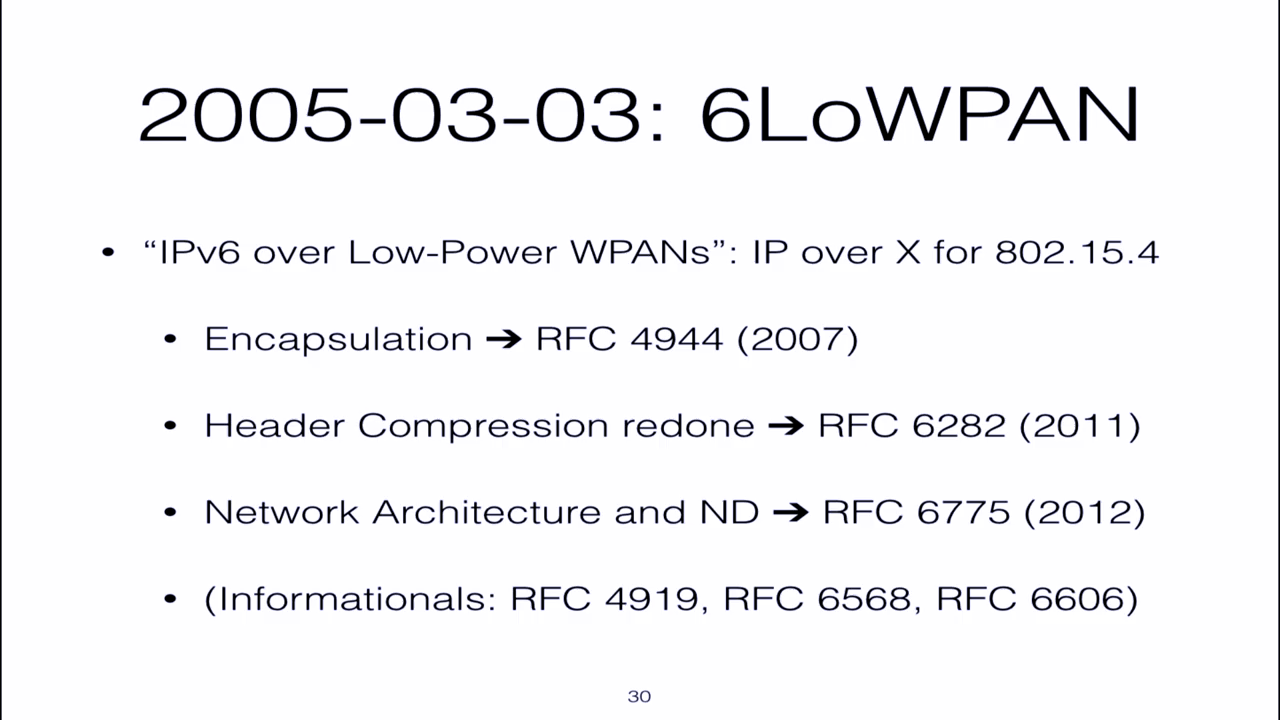 2005-03-03: 6LoWPAN
• “IPv6 over Low-Power WPANs”: IP over X for 802.15.4
• Encapsulation ➔ RFC 4944 (2007)
• Header Compression redone ➔ RFC 6282 (2011)
• Network Architecture and ND ➔ RFC 6775 (2012)
• (Informationals: RFC 4919, RFC 6568, RFC 6606)
30